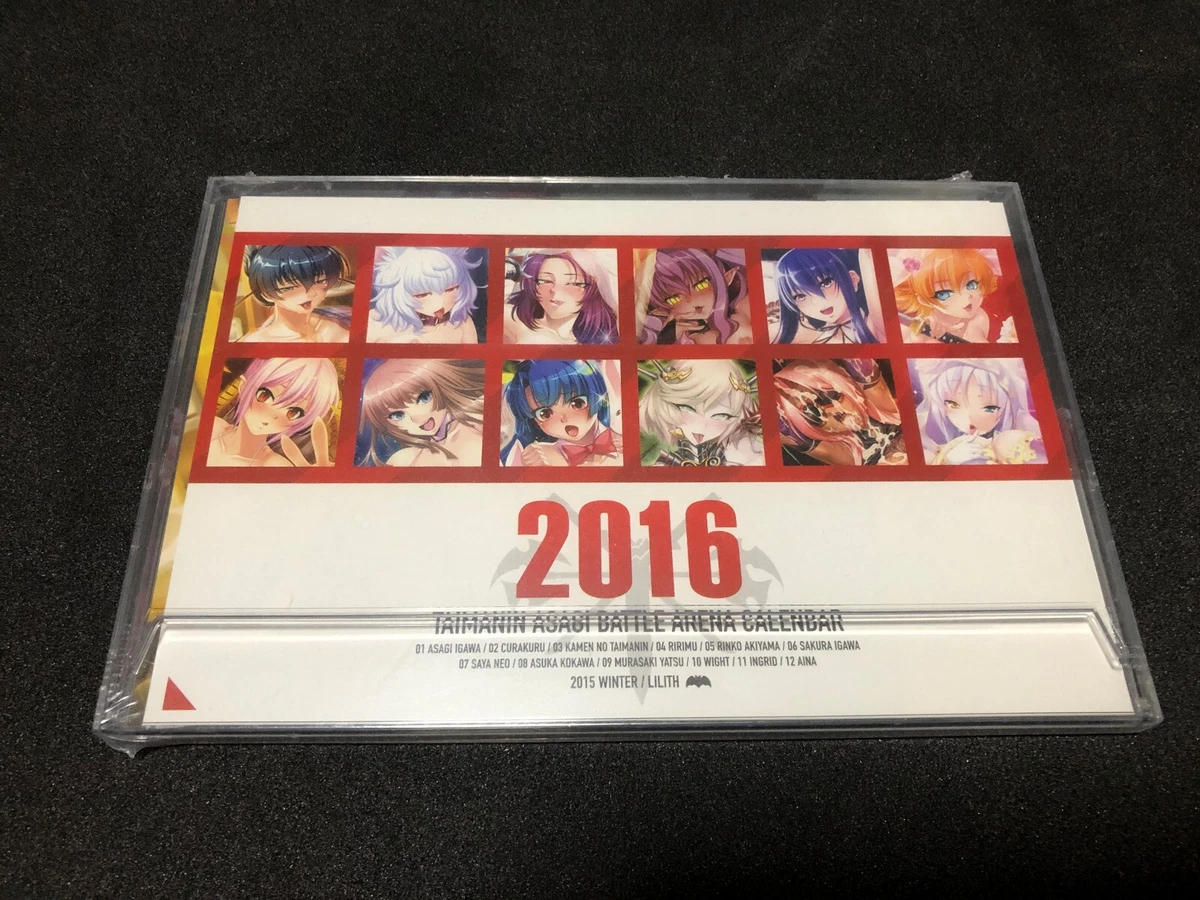 2016
TAIMANIN ASAGI BATTLE ARENA CALENDAR
01 ASAGI IGAWA / 02 CURAKURU / 03 KAMEN NO TAIMANIN / 04 RIRIMU / 05 RINKO AKIYAMA / 06 SAKURA IGAWA
07 SAYA NEO / 08 ASUKA KOKAWA / 09 MURASAKI YATSU / 10 WIGHT / 11 INGRID / 12 AINA
2015 WINTER / LILITH